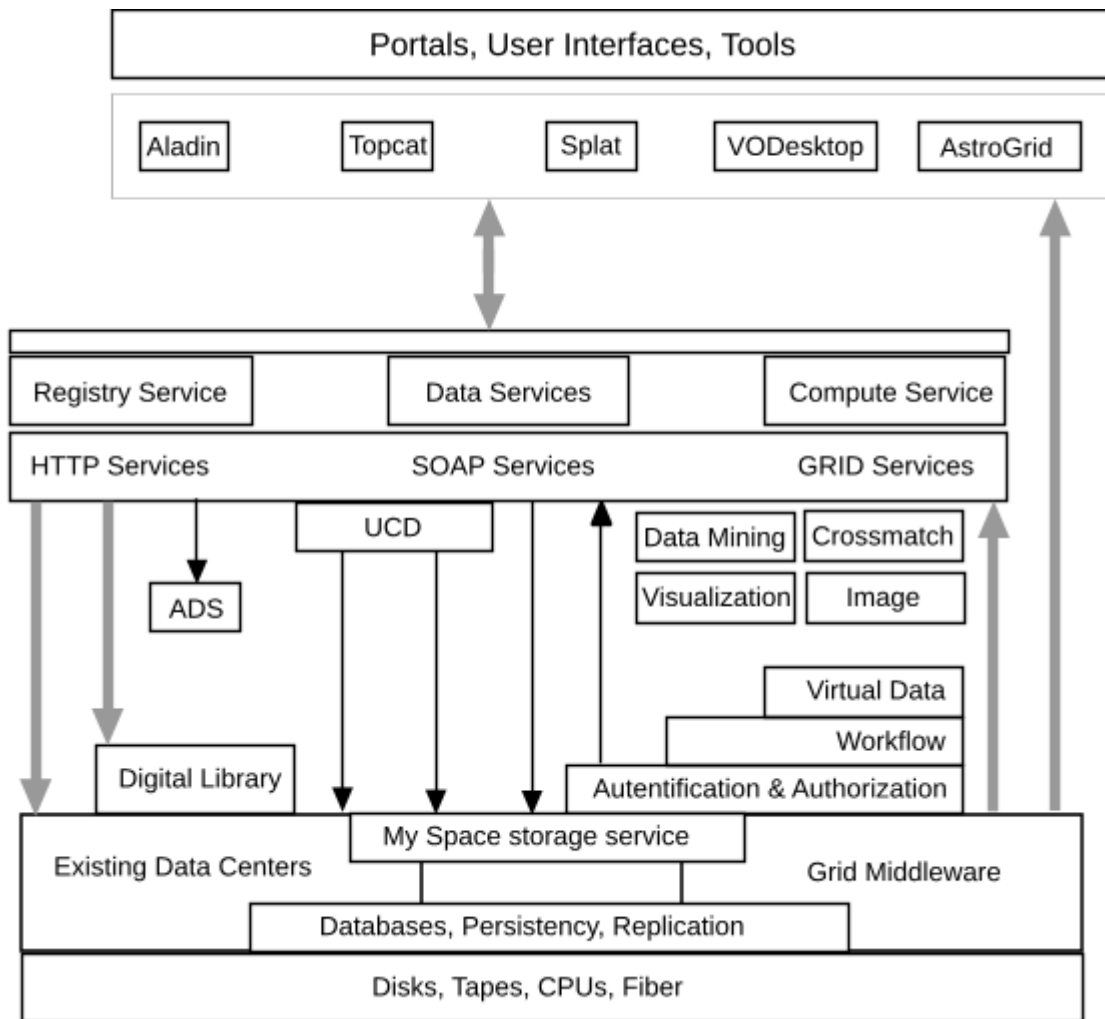 Portals, User Interfaces, Tools
Aladin
Topcat
Splat
VODesktop
AstroGrid
Registry Service
Data Services
Compute Service
HTTP Services
SOAP Services
GRID Services
UCD
Data Mining
Crossmatch
ADS
Visualization
Image
Virtual Data
Workflow
Digital Library
Autentification & Authorization
My Space storage service
Existing Data Centers
Grid Middleware
Databases, Persistency, Replication
Disks, Tapes, CPUs, Fiber